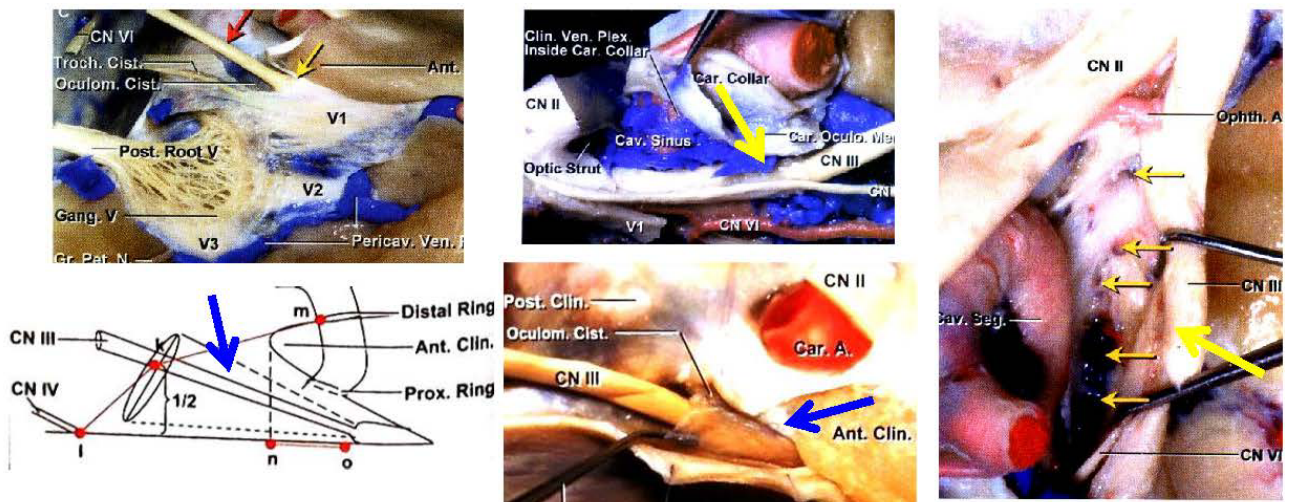 C
CN VI
Troch. Cist.
Oculom. Cist.
Ant.
V1
Post. Root V
V2
Gang. V
V3
Pericav. Ven.
Gr. Pet. N.
Clin. Ven. Plex.
Inside Car. Collar
Car. Collar
CN II
Cav. Sinus
Car. Oculo.
CN III
Optic Strut
CN
V1
CN VI
CN II
Ophth. A
CN III
Cav. Seg.
CN VI
m
Distal Ring
CN III
k
Ant. Clin.
CN IV
1/2
Prox. Ring
l
n
o
CN II
Post. Clin.
Oculom. Cist.
Car. A.
CN III
Ant. Clin.